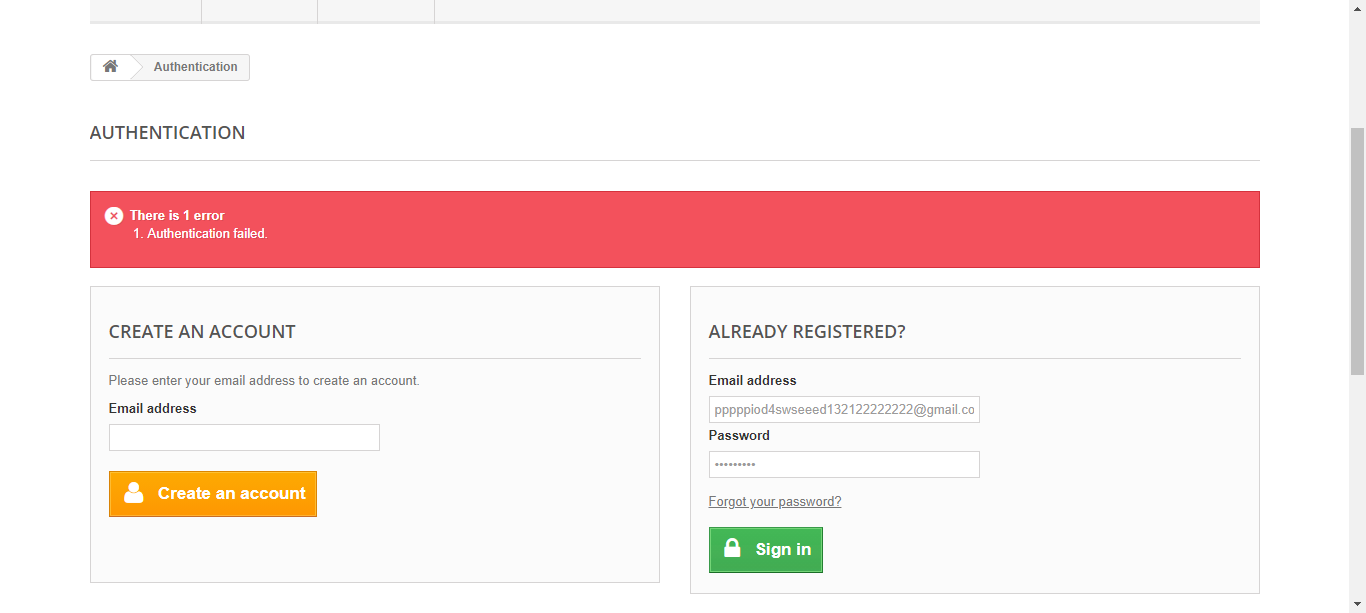 Authentication
AUTHENTICATION
There is 1 error
1. Authentication failed.
CREATE AN ACCOUNT
Please enter your email address to create an account.
Email address
Create an account
ALREADY REGISTERED?
Email address
pppppiod4swseeed132122222222@gmail.co
Password
•••••••••
Forgot your password?
Sign in